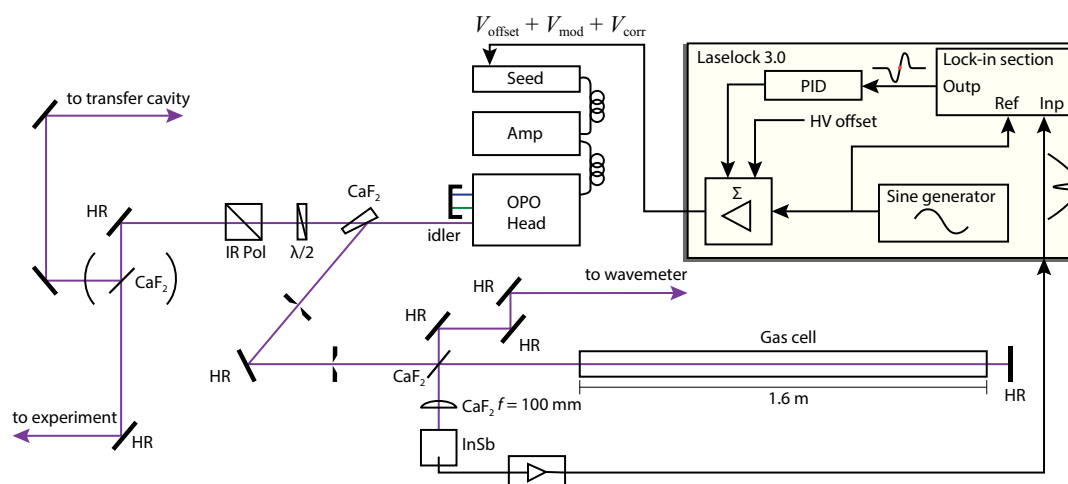 V_offset + V_mod + V_corr
Laselock 3.0
Lock-in section
Seed
PID
Outp
Ref
Inp
to transfer cavity
Amp
HV offset
CaF₂
Σ
HR
OPO
Head
Sine generator
IR Pol
λ/2
idler
CaF₂
to wavemeter
HR
HR
HR
Gas cell
HR
CaF₂
1.6 m
HR
CaF₂ f = 100 mm
to experiment
HR
InSb